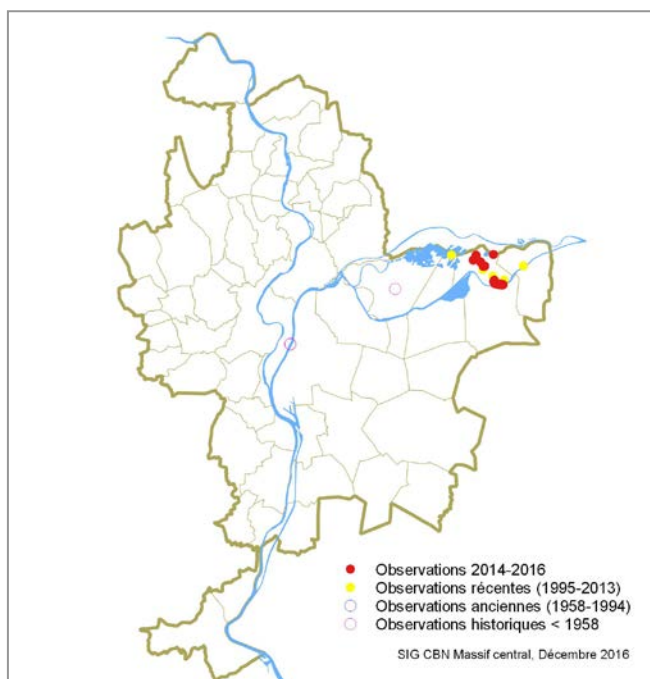 Observations 2014-2016
Observations récentes (1995-2013)
Observations anciennes (1958-1994)
Observations historiques < 1958
SIG CBN Massif central, Décembre 2016